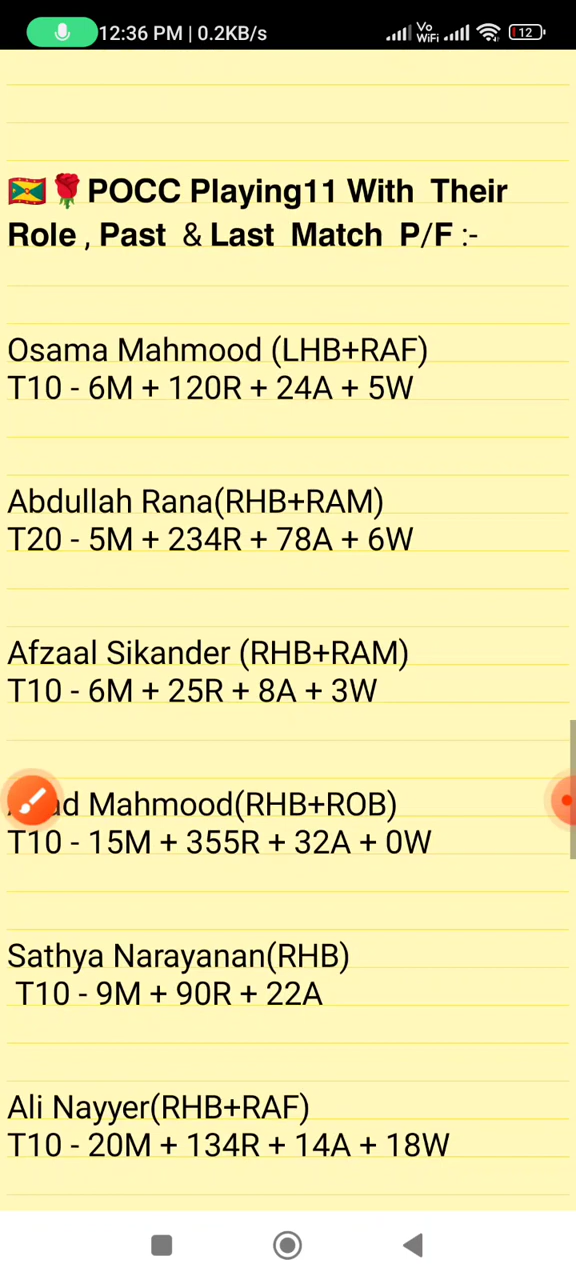 12:36 PM | 0.2KB/s Vo WiFi 12
🇬🇩🌹POCC Playing11 With Their
Role , Past & Last Match P/F :-
Osama Mahmood (LHB+RAF)
T10 - 6M + 120R + 24A + 5W
Abdullah Rana(RHB+RAM)
T20 - 5M + 234R + 78A + 6W
Afzaal Sikander (RHB+RAM)
T10 - 6M + 25R + 8A + 3W
Mahmood(RHB+ROB)
T10 - 15M + 355R + 32A + 0W
Sathya Narayanan(RHB)
T10 - 9M + 90R + 22A
Ali Nayyer(RHB+RAF)
T10 - 20M + 134R + 14A + 18W